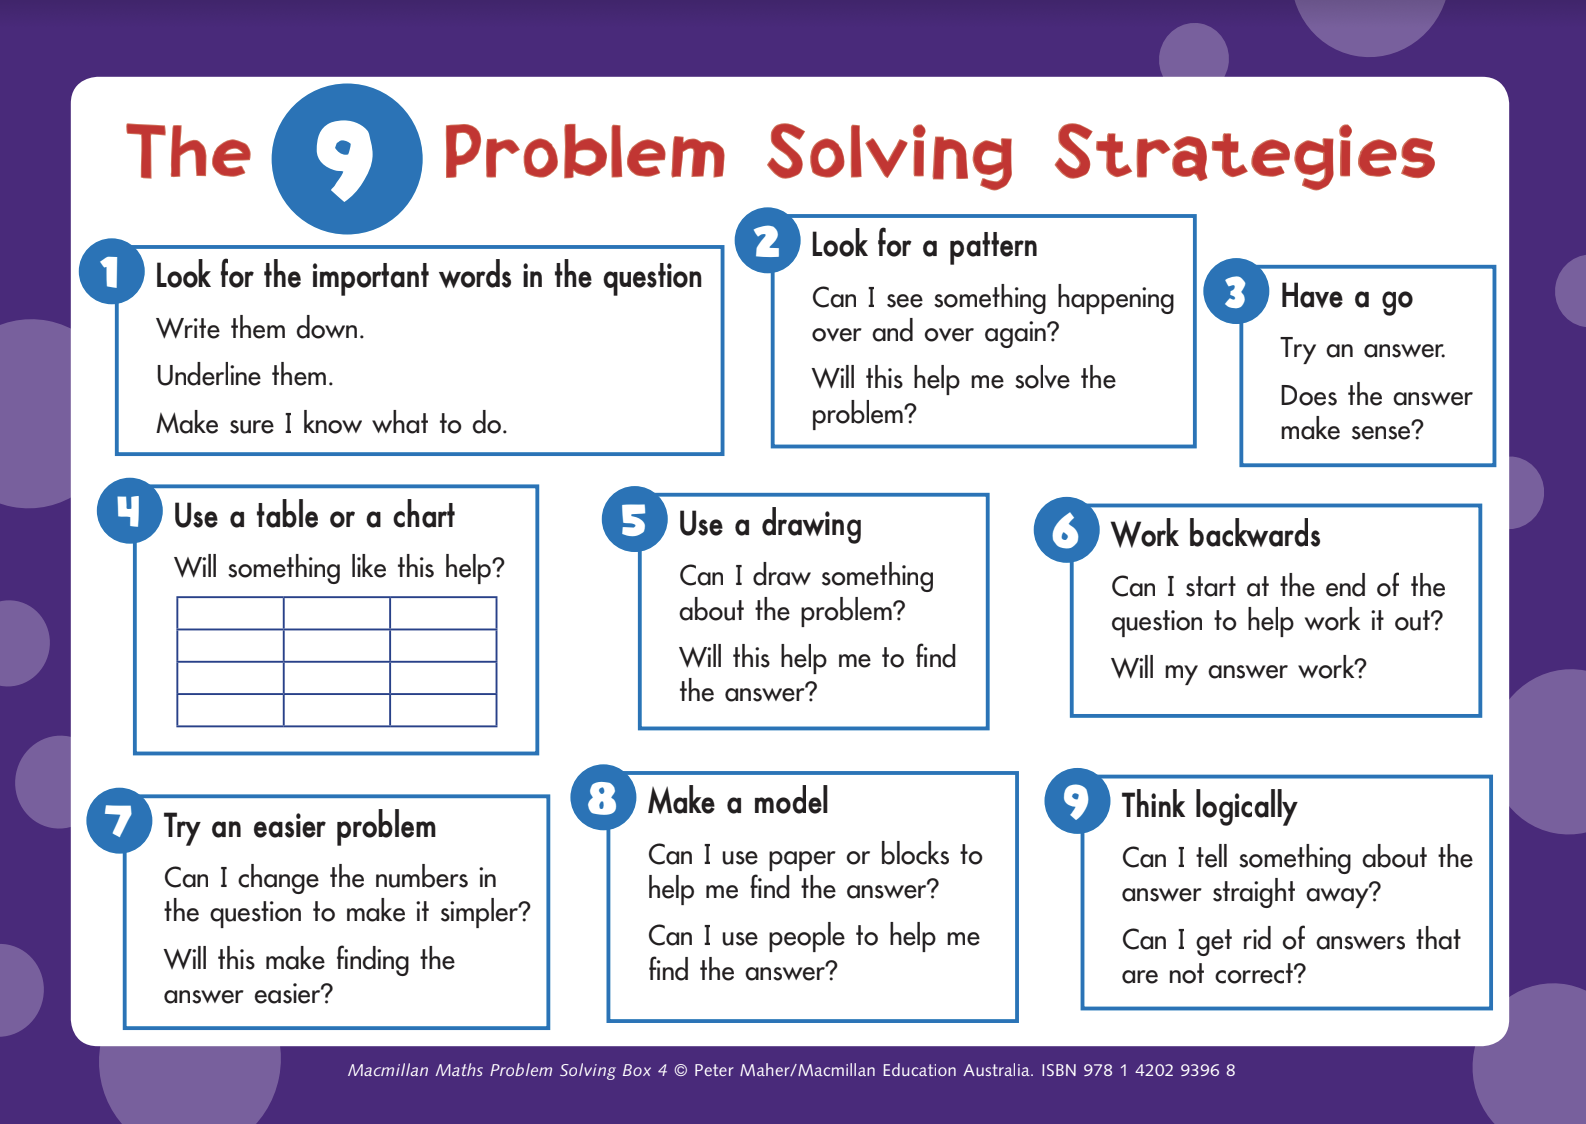 The 9 Problem Solving Strategies
1 Look for the important words in the question
Write them down.
Underline them.
Make sure I know what to do.
2 Look for a pattern
Can I see something happening
over and over again?
Will this help me solve the
problem?
3 Have a go
Try an answer.
Does the answer
make sense?
4 Use a table or a chart
Will something like this help?
5 Use a drawing
Can I draw something
about the problem?
Will this help me to find
the answer?
6 Work backwards
Can I start at the end of the
question to help work it out?
Will my answer work?
7 Try an easier problem
Can I change the numbers in
the question to make it simpler?
Will this make finding the
answer easier?
8 Make a model
Can I use paper or blocks to
help me find the answer?
Can I use people to help me
find the answer?
9 Think logically
Can I tell something about the
answer straight away?
Can I get rid of answers that
are not correct?
Macmillan Maths Problem Solving Box 4 © Peter Maher/Macmillan Education Australia. ISBN 978 1 4202 9396 8